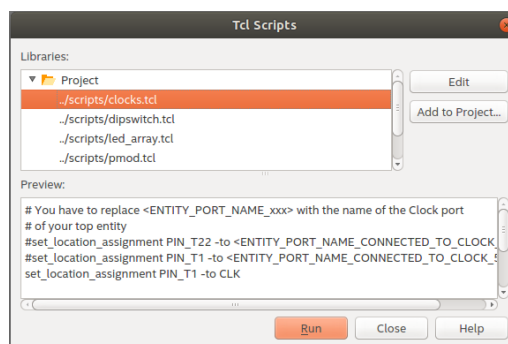 Tcl Scripts
Libraries:
Project
../scripts/clocks.tcl
../scripts/dipswitch.tcl
../scripts/led_array.tcl
../scripts/pmod.tcl
Edit
Add to Project...
Preview:
# You have to replace <ENTITY_PORT_NAME_xxx> with the name of the Clock port
# of your top entity
#set_location_assignment PIN_T22 -to <ENTITY_PORT_NAME_CONNECTED_TO_CLOCK_
#set_location_assignment PIN_T1 -to <ENTITY_PORT_NAME_CONNECTED_TO_CLOCK_5
set_location_assignment PIN_T1 -to CLK
Run
Close
Help